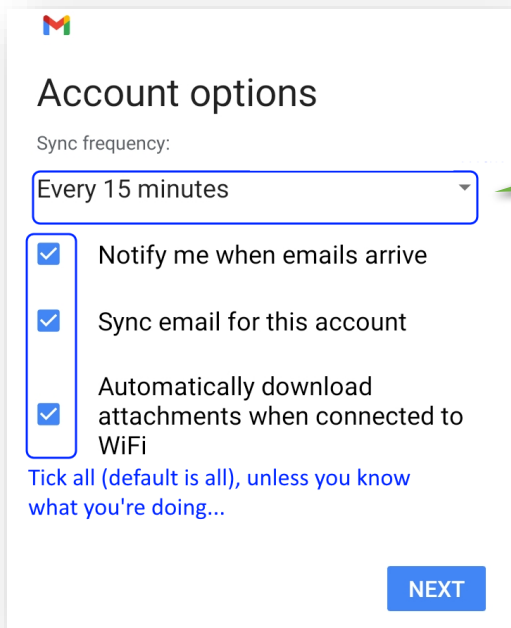 Account options
Sync frequency:
Every 15 minutes
Notify me when emails arrive
Sync email for this account
Automatically download
attachments when connected to
WiFi
Tick all (default is all), unless you know
what you're doing...
NEXT